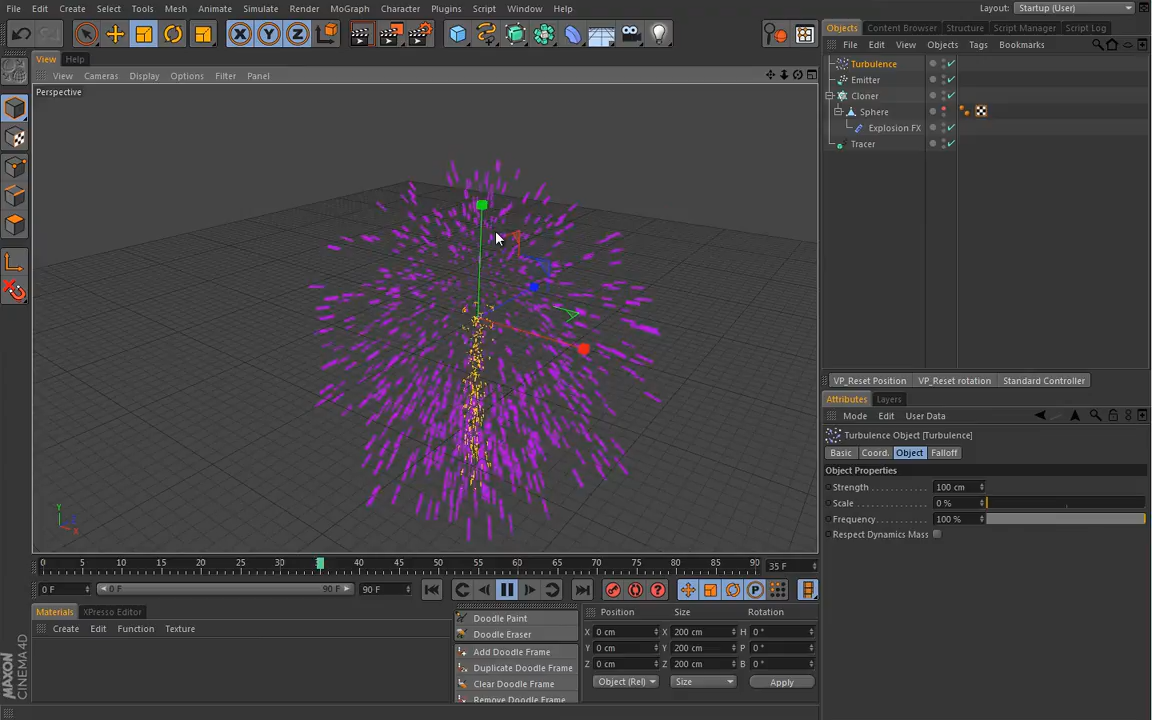 File Edit Create Select Tools Mesh Animate Simulate Render MoGraph Character Plugins Script Window Help Layout: Startup (User)
Objects Content Browser Structure Script Manager Script Log
File Edit View Objects Tags Bookmarks
View Help
View Cameras Display Options Filter Panel
Perspective
Turbulence
Emitter
Cloner
Sphere
Explosion FX
Tracer
VP_Reset Position VP_Reset rotation Standard Controller
Attributes Layers
Mode Edit User Data
Turbulence Object [Turbulence]
Basic Coord. Object Falloff
Object Properties
Strength . . . . . . . . . . . 100 cm
Scale . . . . . . . . . . . . . 0 %
Frequency . . . . . . . . . . 100 %
Respect Dynamics Mass
Y
Z
X
0 5 10 15 20 25 30 35 40 45 50 55 60 65 70 75 80 85 90 35 F
0 F 0 F 90 F 90 F
Materials XPresso Editor
Create Edit Function Texture
Doodle Paint
Doodle Eraser
Add Doodle Frame
Duplicate Doodle Frame
Clear Doodle Frame
Remove Doodle Frame
Position Size Rotation
X 0 cm X 200 cm H 0 °
Y 0 cm Y 200 cm P 0 °
Z 0 cm Z 200 cm B 0 °
Object (Rel) Size Apply
MAXON
CINEMA 4D